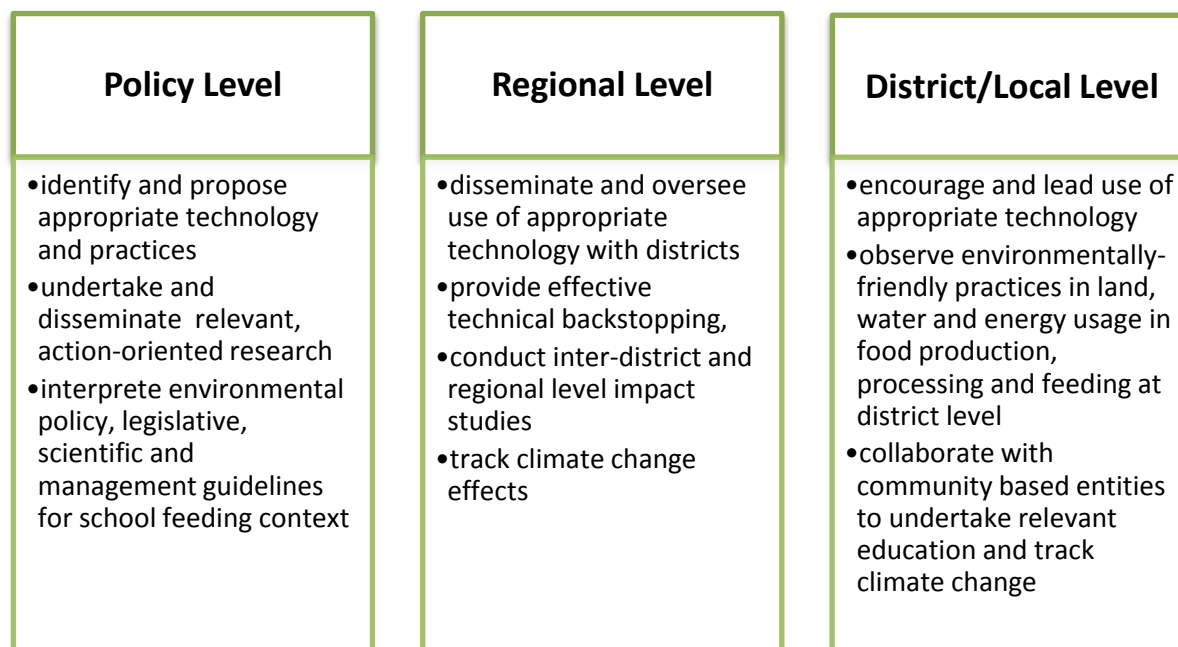 Policy Level
•identify and propose
appropriate technology
and practices
•undertake and
disseminate  relevant,
action-oriented research
•interprete environmental
policy, legislative,
scientific and
management guidelines
for school feeding context
Regional Level
•disseminate and oversee
use of appropriate
technology with districts
•provide effective
technical backstopping,
•conduct inter-district and
regional level impact
studies
•track climate change
effects
District/Local Level
•encourage and lead use of
appropriate technology
•observe environmentally-
friendly practices in land,
water and energy usage in
food production,
processing and feeding at
district level
•collaborate with
community based entities
to undertake relevant
education and track
climate change